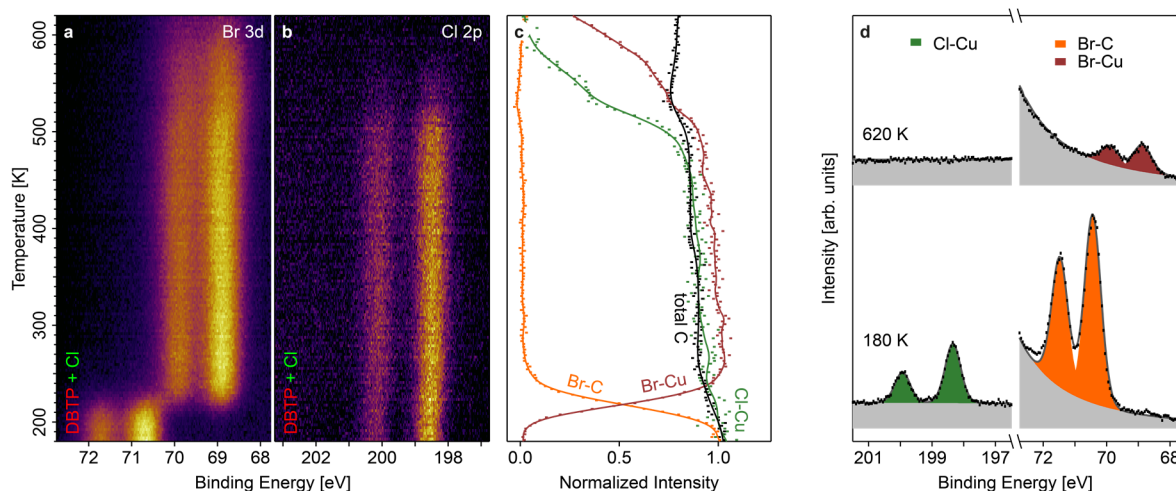 a
Br 3d
b
Cl 2p
c
d
Temperature [K]
600
500
400
300
200
DBTP + Cl
72
71
70
69
68
Binding Energy [eV]
DBTP + Cl
202
200
198
Binding Energy [eV]
total C
Br-C
Br-Cu
Cl-Cu
0.0
0.5
1.0
Normalized Intensity
Intensity [arb. units]
Cl-Cu
Br-C
Br-Cu
620 K
180 K
201
199
197
72
70
68
Binding Energy [eV]